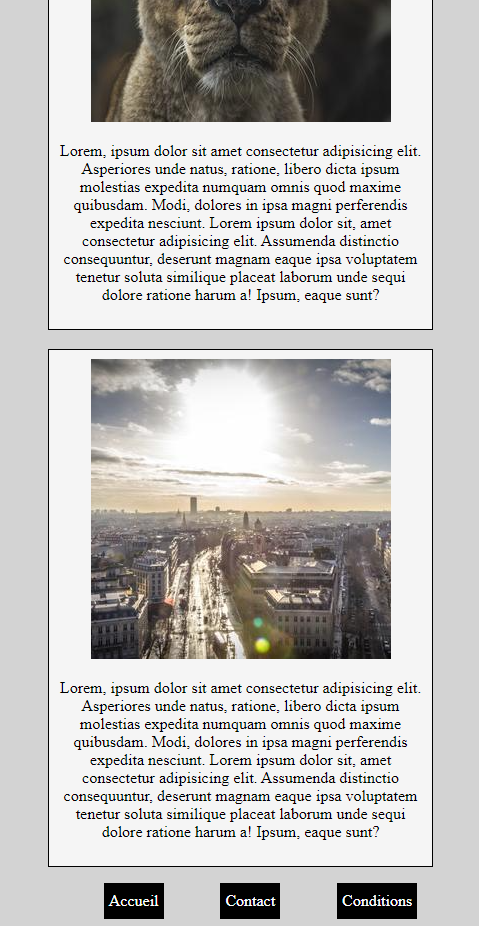 Lorem, ipsum dolor sit amet consectetur adipisicing elit.
Asperiores unde natus, ratione, libero dicta ipsum
molestias expedita numquam omnis quod maxime
quibusdam. Modi, dolores in ipsa magni perferendis
expedita nesciunt. Lorem ipsum dolor sit, amet
consectetur adipisicing elit. Assumenda distinctio
consequuntur, deserunt magnam eaque ipsa voluptatem
tenetur soluta similique placeat laborum unde sequi
dolore ratione harum a! Ipsum, eaque sunt?
Lorem, ipsum dolor sit amet consectetur adipisicing elit.
Asperiores unde natus, ratione, libero dicta ipsum
molestias expedita numquam omnis quod maxime
quibusdam. Modi, dolores in ipsa magni perferendis
expedita nesciunt. Lorem ipsum dolor sit, amet
consectetur adipisicing elit. Assumenda distinctio
consequuntur, deserunt magnam eaque ipsa voluptatem
tenetur soluta similique placeat laborum unde sequi
dolore ratione harum a! Ipsum, eaque sunt?
Accueil Contact Conditions